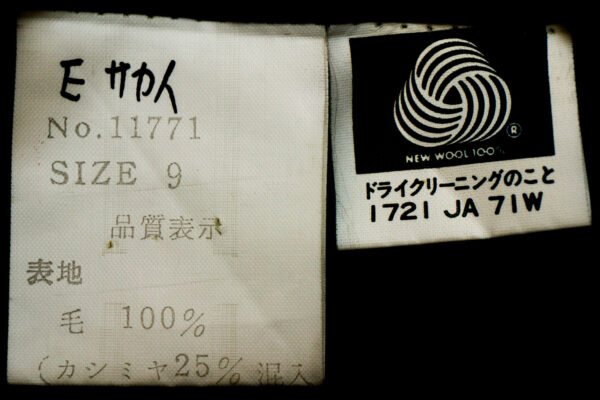 E サカイ
No.11771
SIZE 9
品質表示
表地
毛 100%
(カシミヤ25%混入
NEW WOOL 100%
®
ドライクリーニングのこと
1721 JA 71W